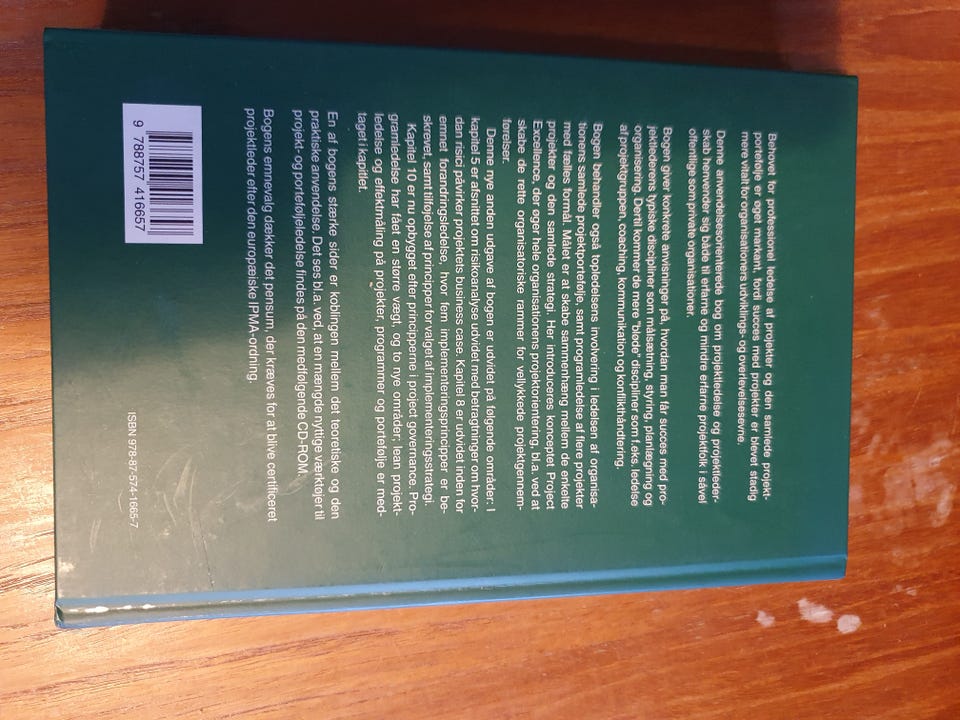 Behovet for professionel ledelse af projekter og den samlede projekt-
portefølje er øget markant, fordi succes med projekter er blevet stadig
mere vitalt for organisationers udviklings- og overlevelsesevne.
Denne anvendelsesorienterede bog om projektledelse og projektleder-
skab henvender sig både til erfarne og mindre erfarne projektfolk i såvel
offentlige som private organisationer.
Bogen giver konkrete anvisninger på, hvordan man får succes med pro-
jektlederens typiske discipliner som målsætning, styring, planlægning og
organisering. Dertil kommer de mere "bløde" discipliner som f.eks. ledelse
af projektgruppen, coaching, kommunikation og konflikthåndtering.
Bogen behandler også topledelsens involvering i ledelsen af organisa-
tionens samlede projektportefølje, samt programledelse af flere projekter
med fælles formål. Målet er at skabe sammenhæng mellem de enkelte
projekter og den samlede strategi. Her introduceres konceptet Project
Excellence, der øger hele organisationens projektorientering, bl.a. ved at
skabe de rette organisatoriske rammer for vellykkede projektgennem-
førelser.
Denne nye anden udgave af bogen er udvidet på følgende områder: I
kapitel 5 er afsnittet om risikoanalyse udvidet med betragtninger om hvor-
dan risici påvirker projektets business case. Kapitel 8 er udvidet inden for
emnet forandringsledelse, hvor fem implementeringsprincipper er be-
skrevet, samt tilføjelse af principper for valget af implementeringsstrategi.
Kapitel 10 er nu opbygget efter principperne i project governance. Pro-
gramledelse har fået en større vægt, og to nye områder; lean projekt-
ledelse og effektmåling på projekter, programmer og portefølje er med-
taget i kapitlet.
En af bogens stærke sider er koblingen mellem det teoretiske og den
praktiske anvendelse. Det ses bl.a. ved, at en mængde nyttige værktøjer til
projekt- og porteføljeledelse findes på den medfølgende CD-ROM.
Bogens emnevalg dækker det pensum, der kræves for at blive certificeret
projektleder efter den europæiske IPMA-ordning.
ISBN 978-87-574-1665-7
9 788757 416657